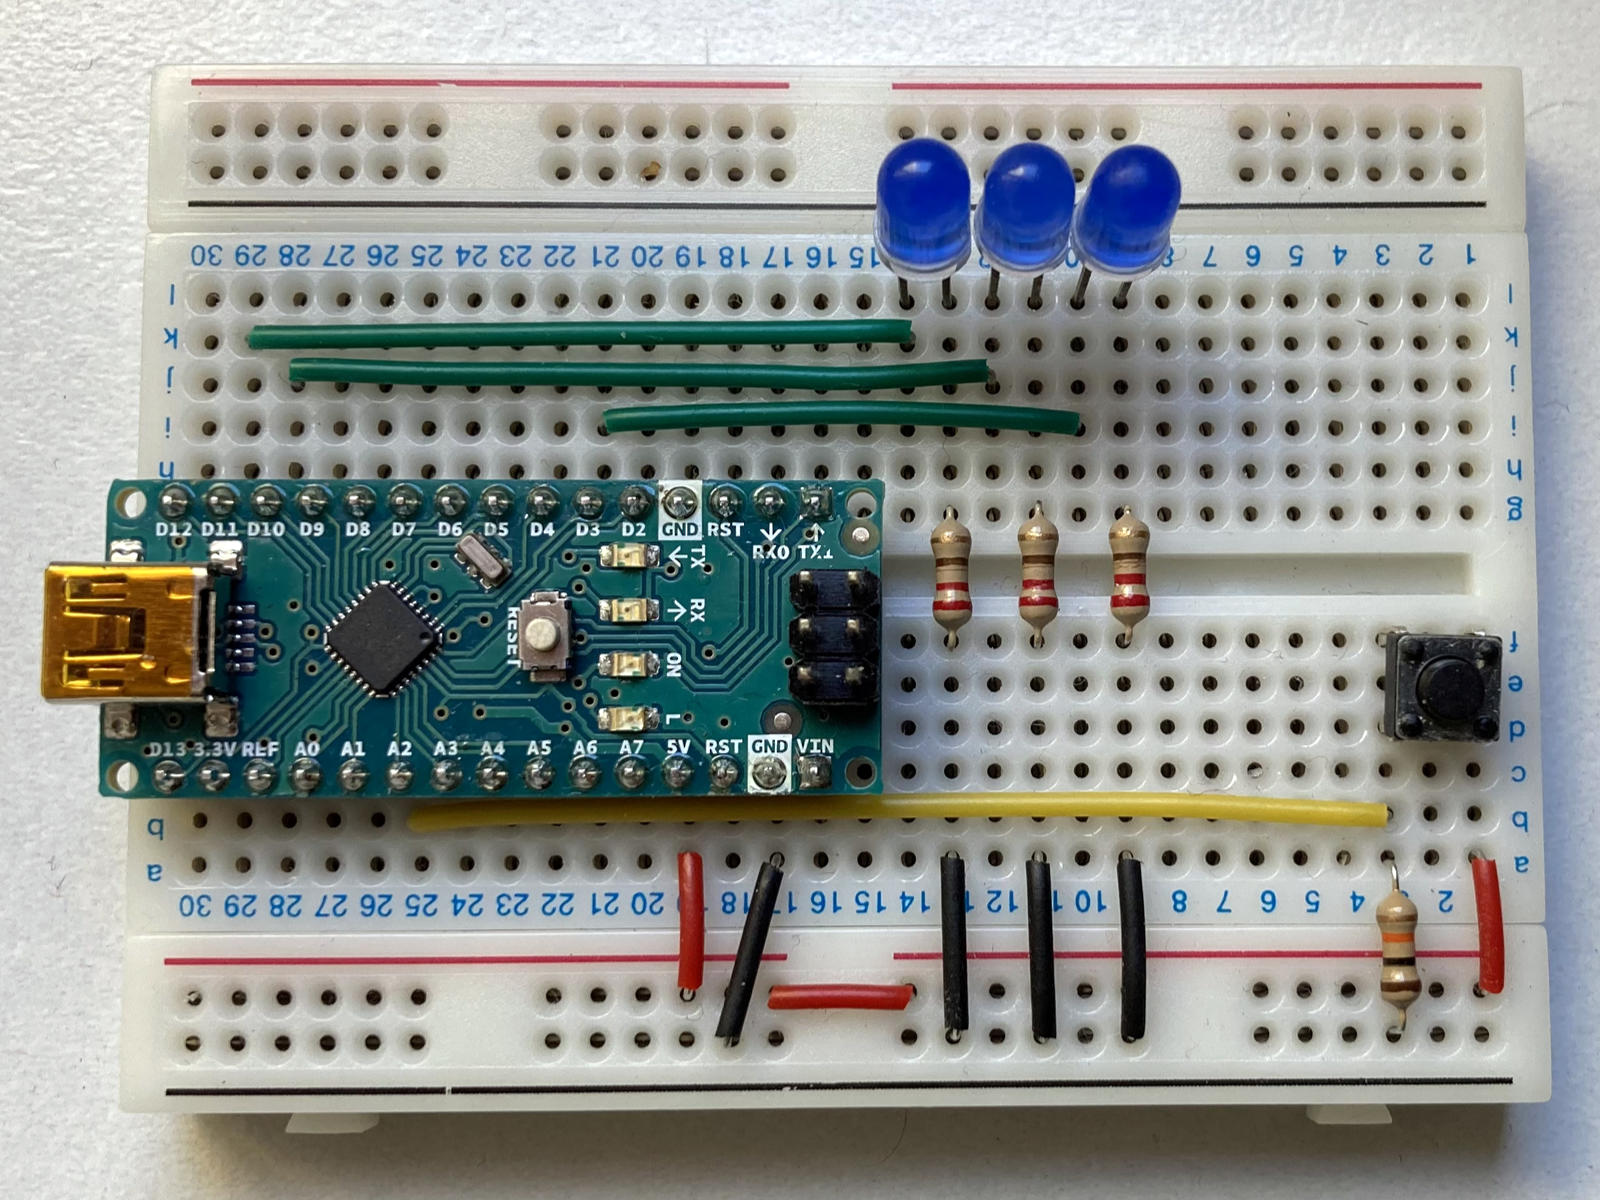 30 29 28 27 26 25 24 23 22 21 20 19 18 17 16 15 7 6 5 4 3 2 1
l l
k k
j j
i i
h h
g
D12 D11 D10 D9 D8 D7 D6 D5 D4 D3 D2 GND RST RX0 TX1
TX
RX
RESET
ON
L
f
e
d
D13 3.3V REF A0 A1 A2 A3 A4 A5 A6 A7 5V RST GND VIN
c
b b
a a
30 29 28 27 26 25 24 23 22 21 20 18 16 15 14 12 10 8 7 6 5 4 2